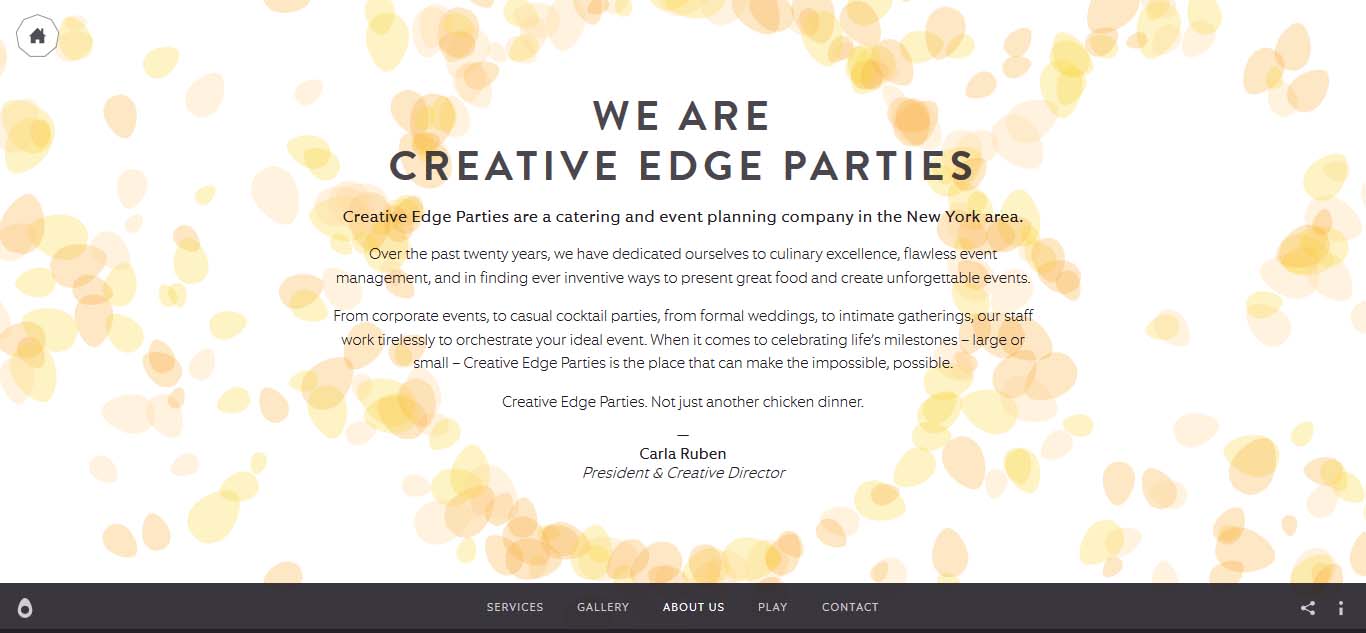 WE ARE
CREATIVE EDGE PARTIES
Creative Edge Parties are a catering and event planning company in the New York area.
Over the past twenty years, we have dedicated ourselves to culinary excellence, flawless event
management, and in finding ever inventive ways to present great food and create unforgettable events.
From corporate events, to casual cocktail parties, from formal weddings, to intimate gatherings, our staff
work tirelessly to orchestrate your ideal event. When it comes to celebrating life’s milestones – large or
small – Creative Edge Parties is the place that can make the impossible, possible.
Creative Edge Parties. Not just another chicken dinner.
—
Carla Ruben
President & Creative Director
SERVICES GALLERY ABOUT US PLAY CONTACT